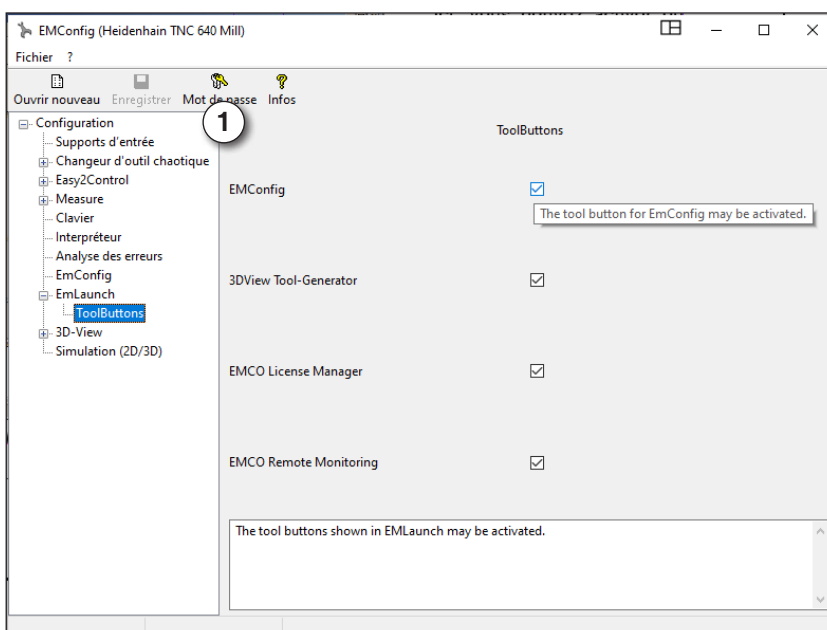 EMConfig (Heidenhain TNC 640 Mill)
Fichier ?
Ouvrir nouveau Enregistrer Mot de passe Infos
1
Configuration
Supports d'entrée
Changeur d'outil chaotique
Easy2Control
Measure
Clavier
Interpréteur
Analyse des erreurs
EmConfig
EmLaunch
ToolButtons
3D-View
Simulation (2D/3D)
ToolButtons
EMConfig
The tool button for EmConfig may be activated.
3DView Tool-Generator
EMCO License Manager
EMCO Remote Monitoring
The tool buttons shown in EMLaunch may be activated.